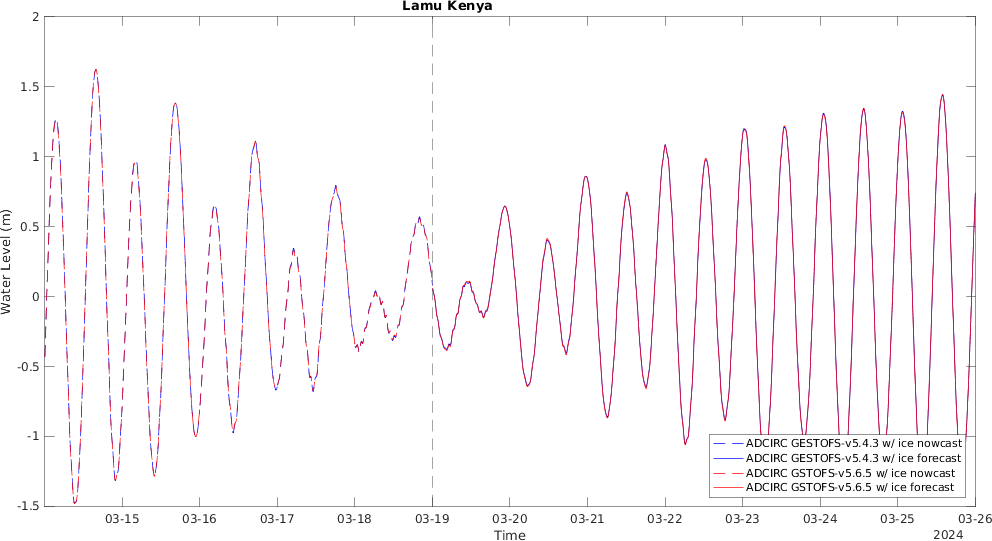 Lamu Kenya
2
1.5
1
0.5
0
-0.5
-1
-1.5
Water Level (m)
ADCIRC GESTOFS-v5.4.3 w/ ice nowcast
ADCIRC GESTOFS-v5.4.3 w/ ice forecast
ADCIRC GSTOFS-v5.6.5 w/ ice nowcast
ADCIRC GSTOFS-v5.6.5 w/ ice forecast
03-15 03-16 03-17 03-18 03-19 03-20 03-21 03-22 03-23 03-24 03-25 03-26
Time
2024